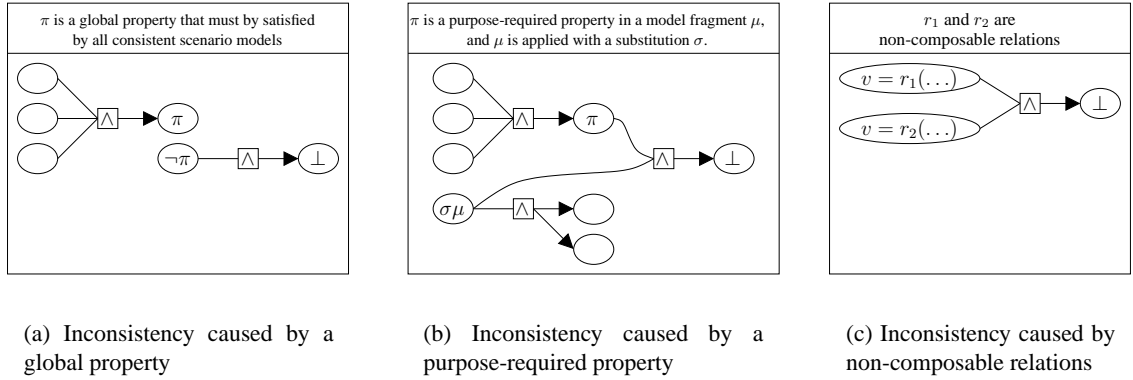 π is a global property that must by satisfied
by all consistent scenario models
∧
π
¬π
∧
⊥
(a) Inconsistency caused by a
global property
π is a purpose-required property in a model fragment μ,
and μ is applied with a substitution σ.
∧
π
∧
⊥
σμ
∧
(b) Inconsistency caused by a
purpose-required property
r₁ and r₂ are
non-composable relations
v = r₁(. . .)
∧
⊥
v = r₂(. . .)
(c) Inconsistency caused by
non-composable relations